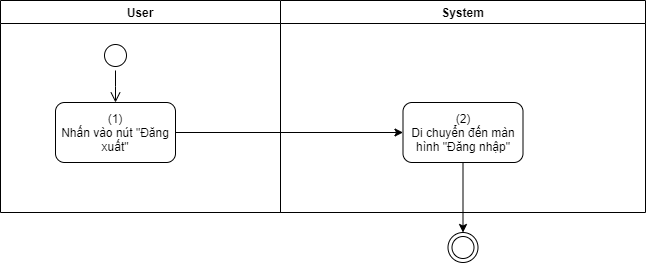 User
System
(1)
Nhấn vào nút "Đăng
xuất"
(2)
Di chuyển đến màn
hình "Đăng nhập"